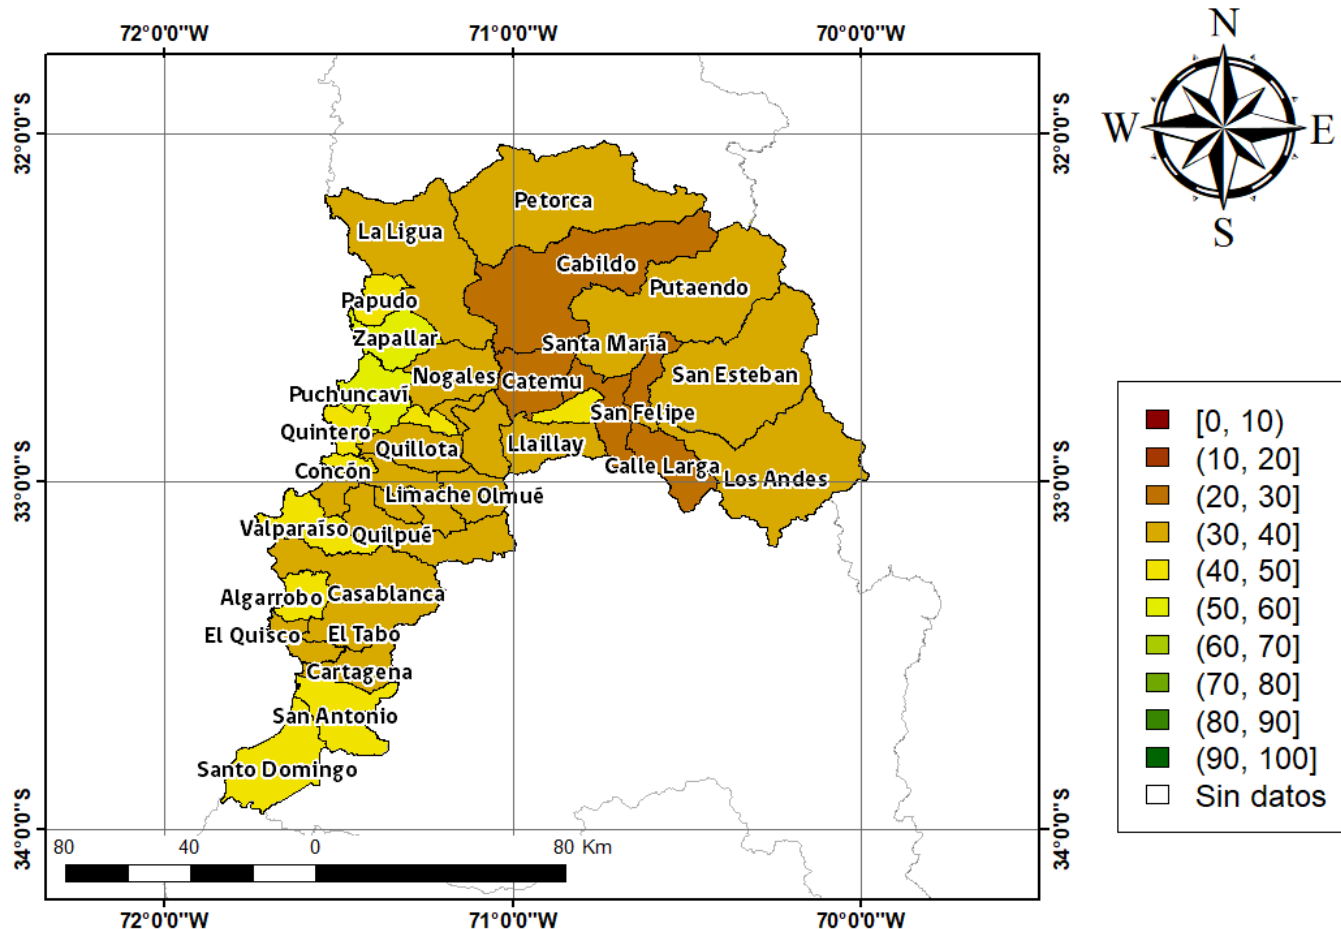 72°0'0"W 71°0'0"W 70°0'0"W
N
W E
S
32°0'0"S 32°0'0"S
Petorca
La Ligua
Cabildo
Putaendo
Papudo
Zapallar
Santa María
Nogales
Catemu
San Esteban
Puchuncaví
San Felipe
Quintero
Quillota
Llaillay
Concón
Calle Larga
Los Andes
33°0'0"S 33°0'0"S
Limache
Olmué
Valparaíso
Quilpué
Algarrobo
Casablanca
El Quisco
El Tabo
Cartagena
San Antonio
Santo Domingo
34°0'0"S 34°0'0"S
80 40 0 80 Km
72°0'0"W 71°0'0"W 70°0'0"W
[0, 10)
(10, 20]
(20, 30]
(30, 40]
(40, 50]
(50, 60]
(60, 70]
(70, 80]
(80, 90]
(90, 100]
Sin datos